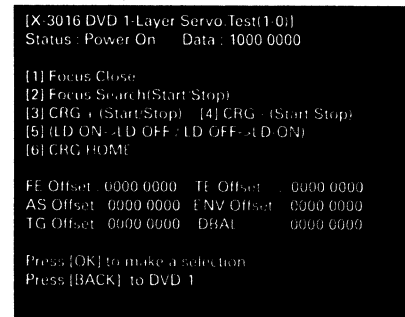 [X-3016 DVD 1-Layer Servo Test(1-0)]
Status : Power On Data : 1000 0000
[1] Focus Close
[2] Focus Search(Start/Stop)
[3] CRG + (Start/Stop) [4] CRG - (Start/Stop)
[5] (LD ON->LD OFF / LD OFF->LD ON)
[6] CRG HOME
FE Offset : 0000 0000 TE Offset : 0000 0000
AS Offset 0000 0000 ENV Offset 0000 0000
TG Offset 0000 0000 DBAL 0000 0000
Press [OK] to make a selection
Press [BACK] to DVD 1